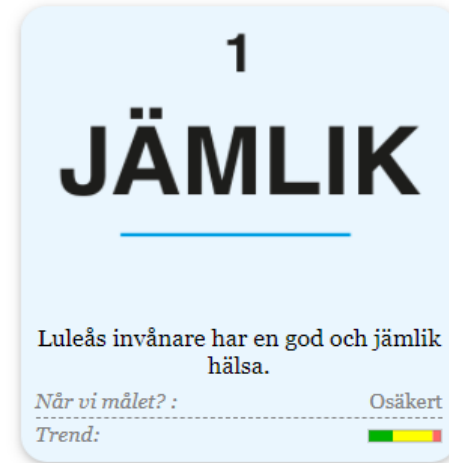 1
JÄMLIK
Luleås invånare har en god och jämlik
hälsa.
Når vi målet? : Osäkert
Trend: